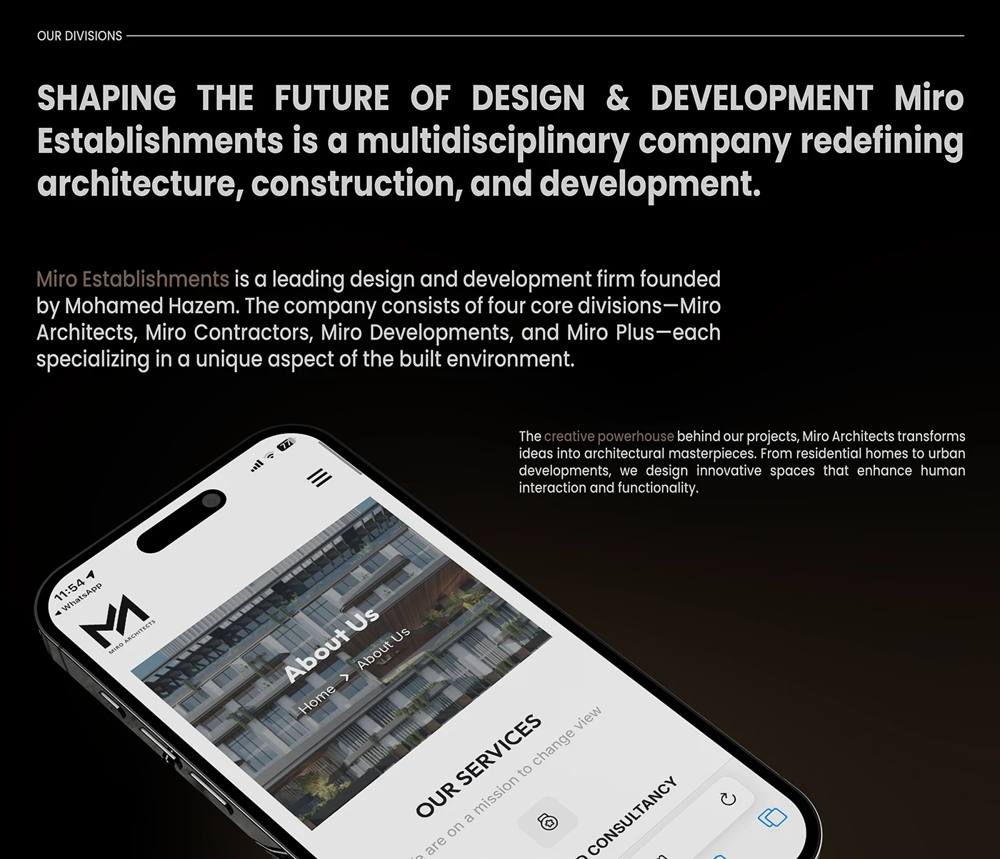 OUR DIVISIONS
SHAPING THE FUTURE OF DESIGN & DEVELOPMENT Miro
Establishments is a multidisciplinary company redefining
architecture, construction, and development.
Miro Establishments is a leading design and development firm founded
by Mohamed Hazem. The company consists of four core divisions—Miro
Architects, Miro Contractors, Miro Developments, and Miro Plus—each
specializing in a unique aspect of the built environment.
The creative powerhouse behind our projects, Miro Architects transforms
ideas into architectural masterpieces. From residential homes to urban
developments, we design innovative spaces that enhance human
interaction and functionality.
77
11:54
WhatsApp
MIRO ARCHITECTS
About Us
Home > About Us
OUR SERVICES
are on a mission to change view
CONSULTANCY